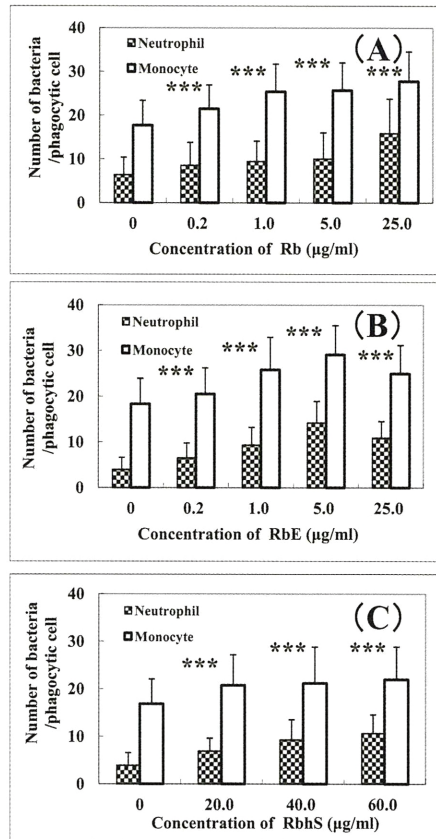 (A)
Neutrophil
Monocyte
Number of bacteria
/phagocytic cell
40
30
20
10
0
*** *** *** ***
0 0.2 1.0 5.0 25.0
Concentration of Rb (μg/ml)
(B)
Neutrophil
Monocyte
Number of bacteria
/phagocytic cell
40
30
20
10
0
*** *** *** ***
0 0.2 1.0 5.0 25.0
Concentration of RbE (μg/ml)
(C)
Neutrophil
Monocyte
Number of bacteria
/phagocytic cell
40
30
20
10
0
*** *** ***
0 20.0 40.0 60.0
Concentration of RbhS (μg/ml)